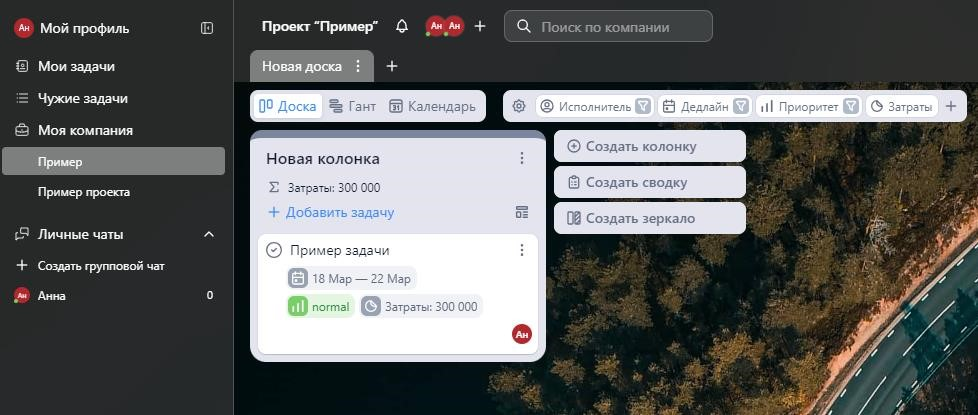 Ан Мой профиль
Мои задачи
Чужие задачи
Моя компания
Пример
Пример проекта
Личные чаты
Создать групповой чат
Ан Анна 0
Проект “Пример” Ан Ан + Поиск по компании
Новая доска +
Доска Гант 31 Календарь
Исполнитель Дедлайн Приоритет Затраты +
Новая колонка
Σ Затраты: 300 000
+ Добавить задачу
Пример задачи
18 Мар — 22 Мар
normal Затраты: 300 000
Ан
Создать колонку
Создать сводку
Создать зеркало